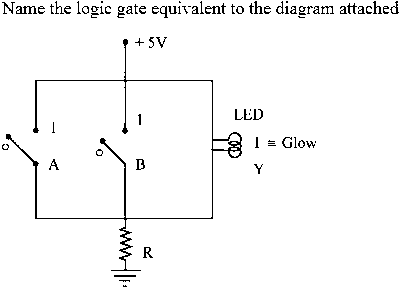 Name the logic gate equivalent to the diagram attached
+5V
1 1
LED
A B 1 ≡ Glow
Y
R